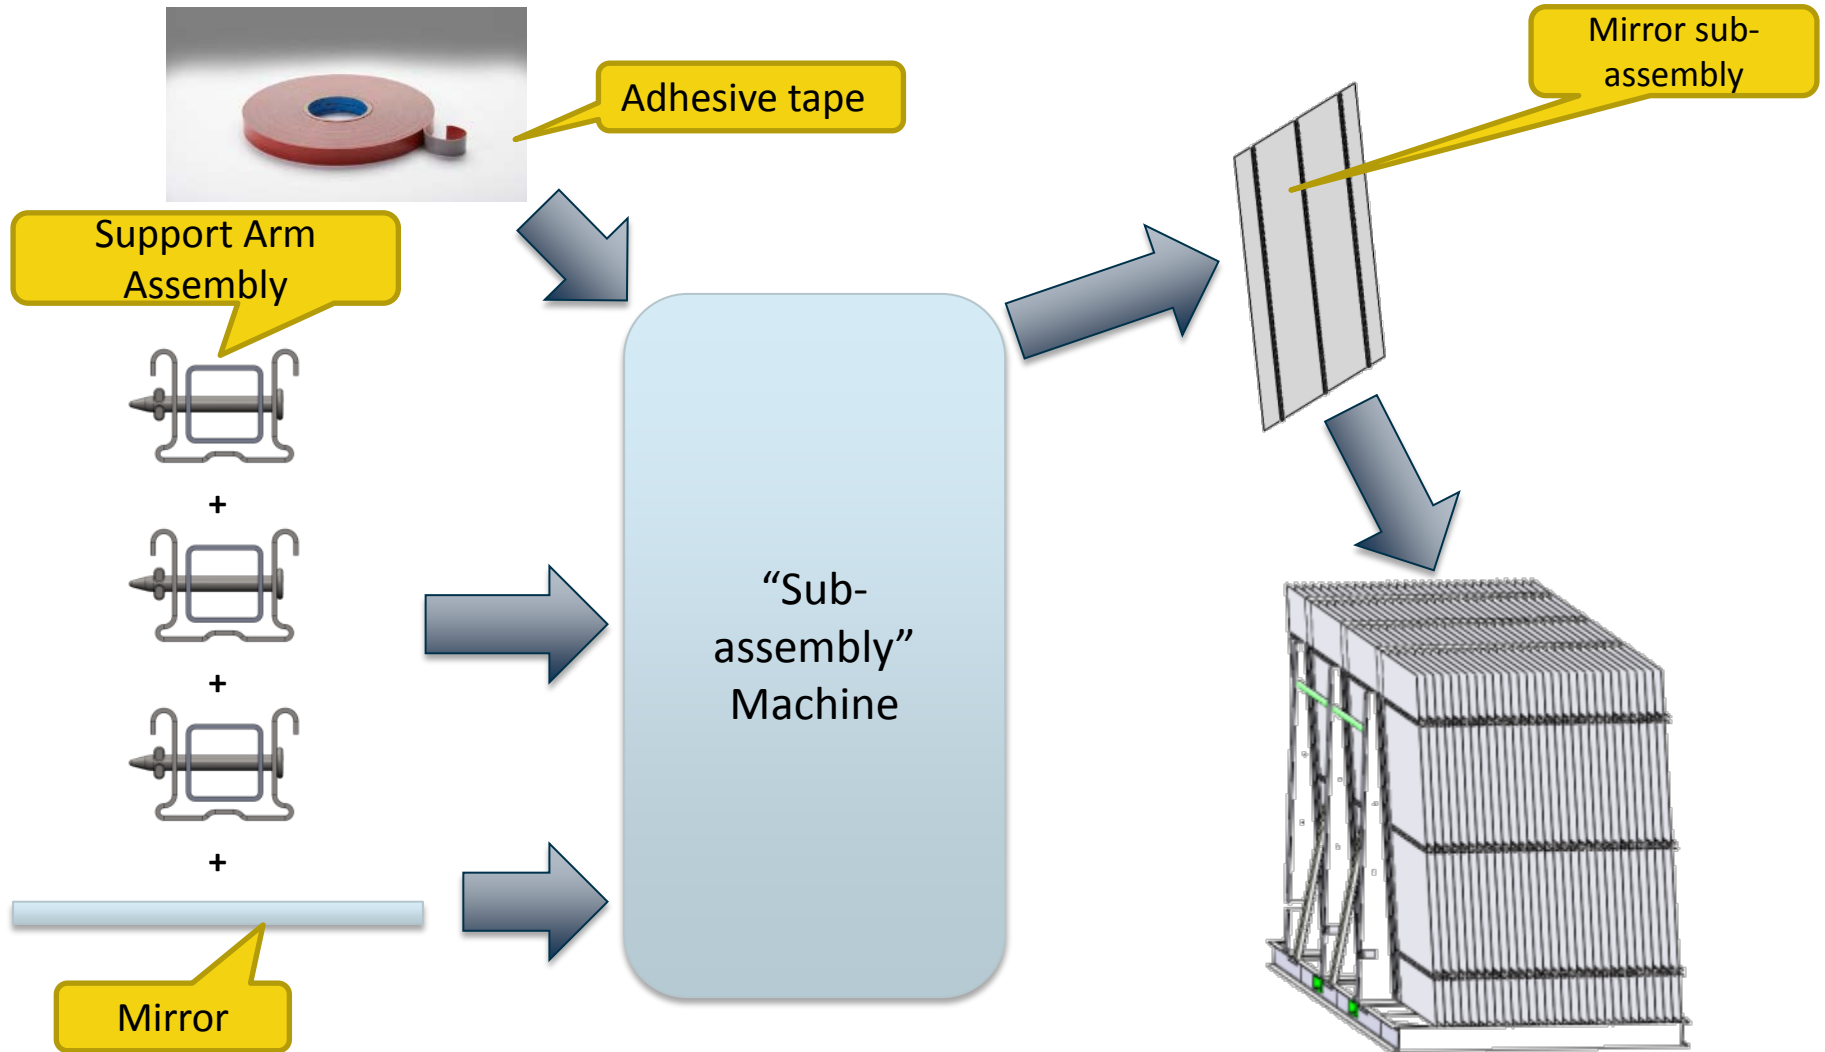 Adhesive tape
Mirror sub-
assembly
Support Arm
Assembly
+
+
+
“Sub-
assembly”
Machine
Mirror